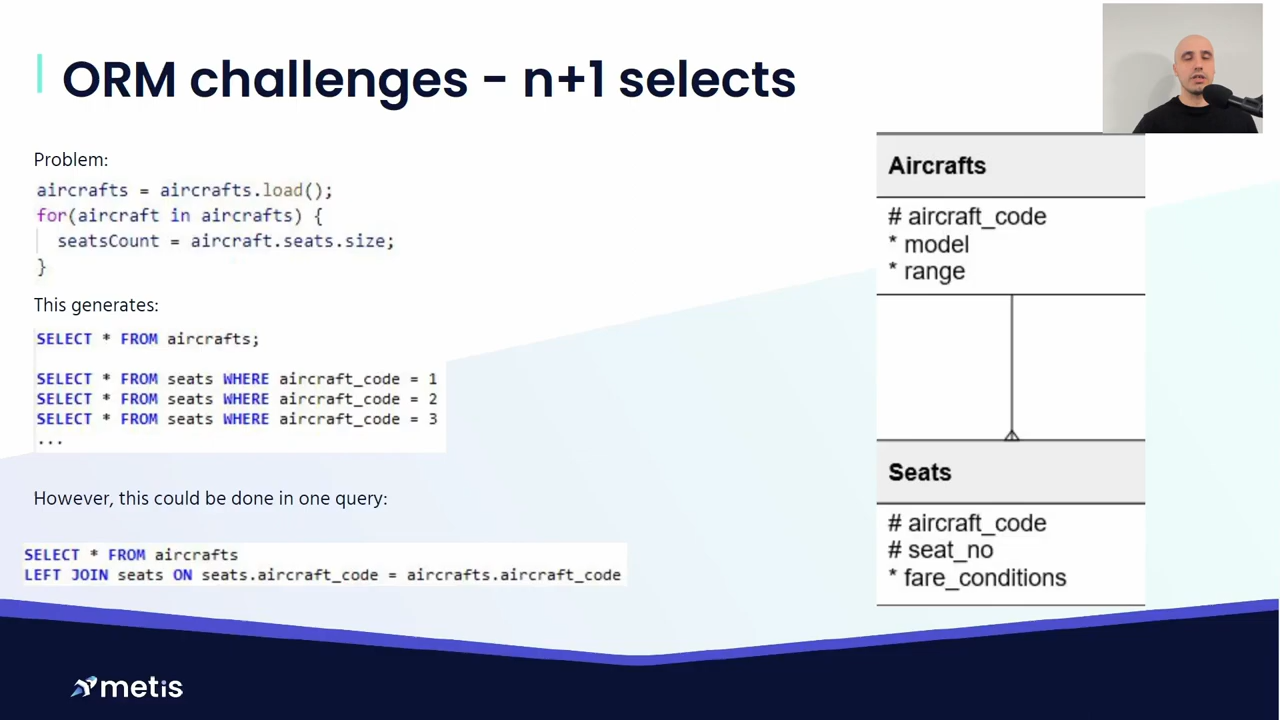 ORM challenges - n+1 selects
Problem:
aircrafts = aircrafts.load();
for(aircraft in aircrafts) {
seatsCount = aircraft.seats.size;
}
This generates:
SELECT * FROM aircrafts;
SELECT * FROM seats WHERE aircraft_code = 1
SELECT * FROM seats WHERE aircraft_code = 2
SELECT * FROM seats WHERE aircraft_code = 3
...
However, this could be done in one query:
SELECT * FROM aircrafts
LEFT JOIN seats ON seats.aircraft_code = aircrafts.aircraft_code
Aircrafts
# aircraft_code
* model
* range
Seats
# aircraft_code
# seat_no
* fare_conditions
metis